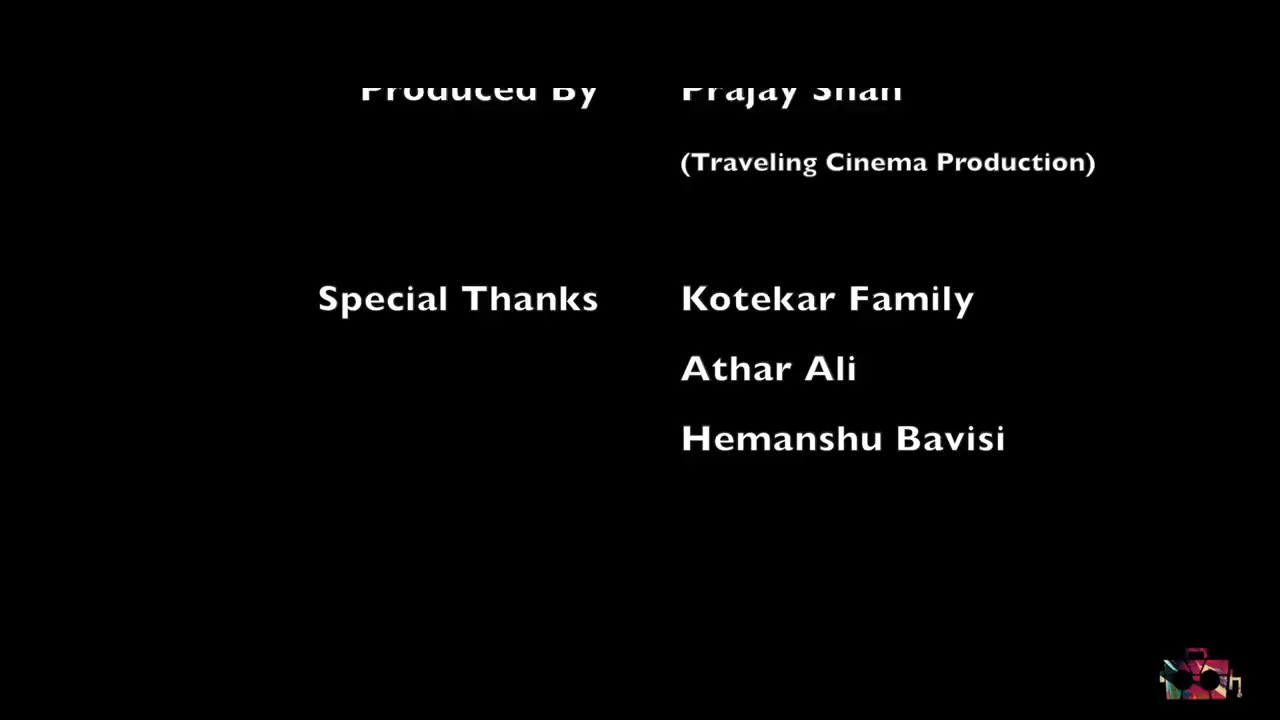 Produced By Prajay Shah
(Traveling Cinema Production)
Special Thanks Kotekar Family
Athar Ali
Hemanshu Bavisi